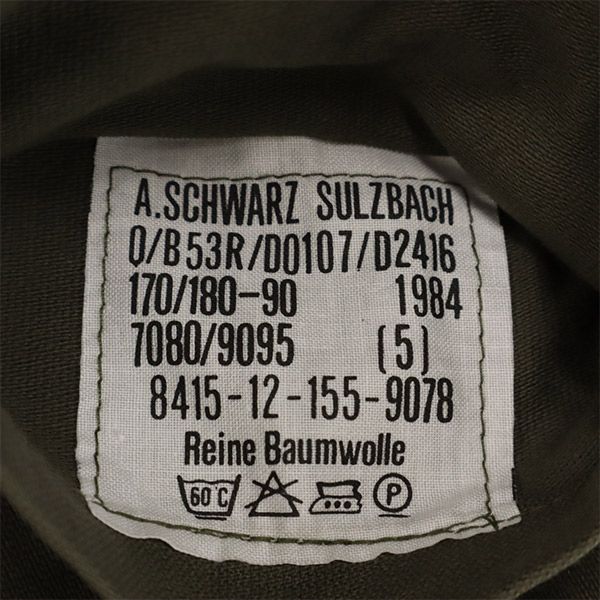 A.SCHWARZ SULZBACH
Q/B53R/D0107/D2416
170/180-90 1984
7080/9095 (5)
8415-12-155-9078
Reine Baumwolle
60°C P